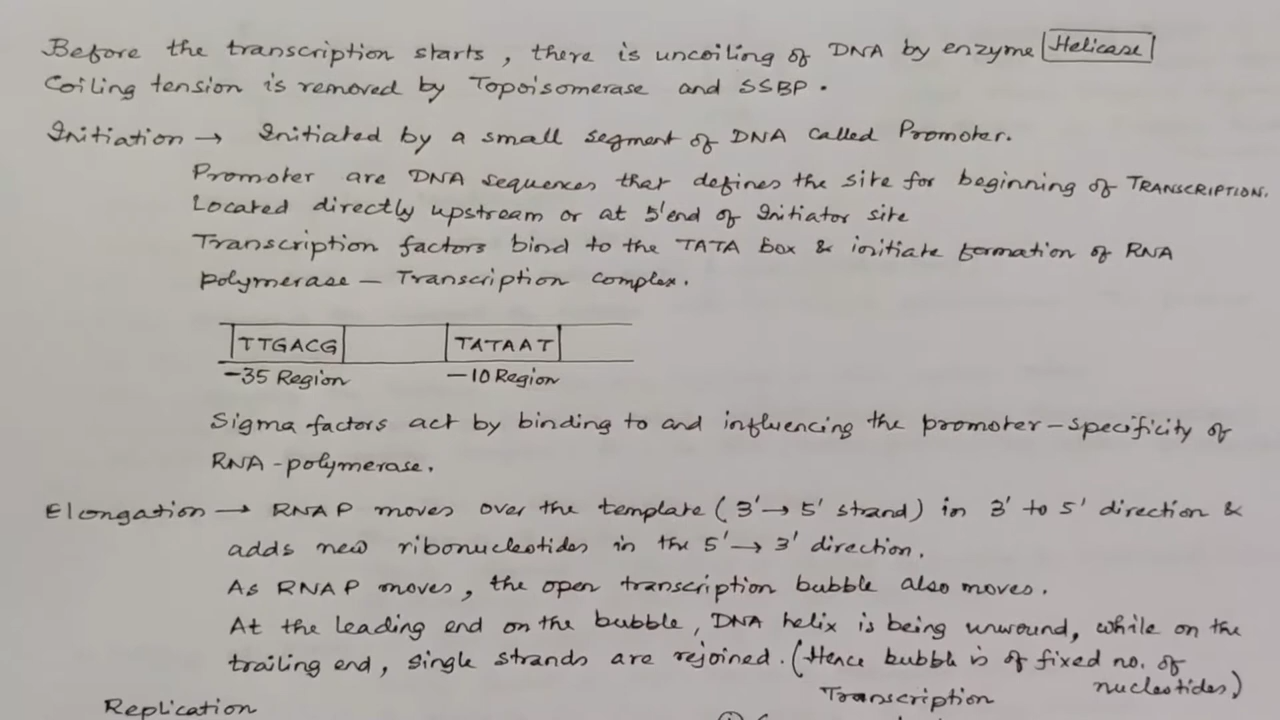 Before the transcription starts, there is uncoiling of DNA by enzyme Helicase
Coiling tension is removed by Topoisomerase and SSBP.
Initiation → Initiated by a small segment of DNA called Promoter.
Promoter are DNA sequences that defines the site for beginning of TRANSCRIPTION.
Located directly upstream or at 5' end of Initiator site
Transcription factors bind to the TATA box & initiate formation of RNA
polymerase – Transcription complex.
TTGACG TATAAT
-35 Region -10 Region
Sigma factors act by binding to and influencing the promoter-specificity of
RNA-polymerase.
Elongation → RNAP moves over the template (3' → 5' strand) in 3' to 5' direction &
adds new ribonucleotides in the 5' → 3' direction.
As RNAP moves, the open transcription bubble also moves.
At the leading end on the bubble, DNA helix is being unwound, while on the
trailing end, single strands are rejoined. (Hence bubble is of fixed no. of
nucleotides)
Replication Transcription